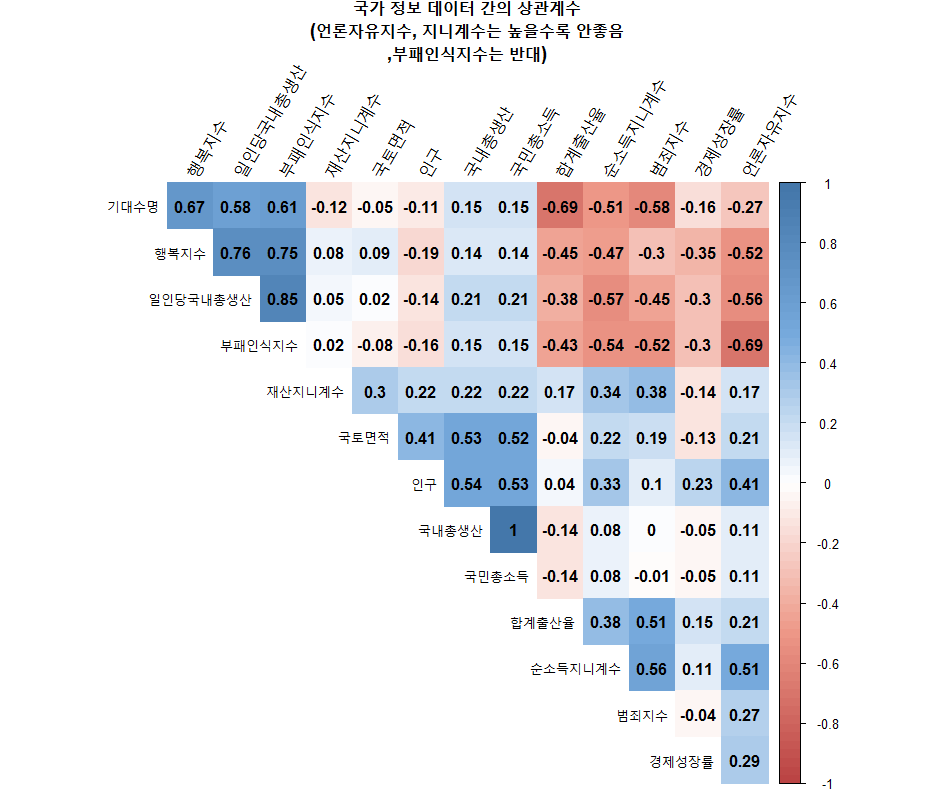 국가 정보 데이터 간의 상관계수
(언론자유지수, 지니계수는 높을수록 안좋음
,부패인식지수는 반대)
행복지수
일인당국내총생산
부패인식지수
재산지니계수
국토면적
인구
국내총생산
국민총소득
합계출산율
순소득지니계수
범죄지수
경제성장률
언론자유지수
기대수명 0.67 0.58 0.61 -0.12 -0.05 -0.11 0.15 0.15 -0.69 -0.51 -0.58 -0.16 -0.27
행복지수 0.76 0.75 0.08 0.09 -0.19 0.14 0.14 -0.45 -0.47 -0.3 -0.35 -0.52
일인당국내총생산 0.85 0.05 0.02 -0.14 0.21 0.21 -0.38 -0.57 -0.45 -0.3 -0.56
부패인식지수 0.02 -0.08 -0.16 0.15 0.15 -0.43 -0.54 -0.52 -0.3 -0.69
재산지니계수 0.3 0.22 0.22 0.22 0.17 0.34 0.38 -0.14 0.17
국토면적 0.41 0.53 0.52 -0.04 0.22 0.19 -0.13 0.21
인구 0.54 0.53 0.04 0.33 0.1 0.23 0.41
국내총생산 1 -0.14 0.08 0 -0.05 0.11
국민총소득 -0.14 0.08 -0.01 -0.05 0.11
합계출산율 0.38 0.51 0.15 0.21
순소득지니계수 0.56 0.11 0.51
범죄지수 -0.04 0.27
경제성장률 0.29
1
0.8
0.6
0.4
0.2
0
-0.2
-0.4
-0.6
-0.8
-1